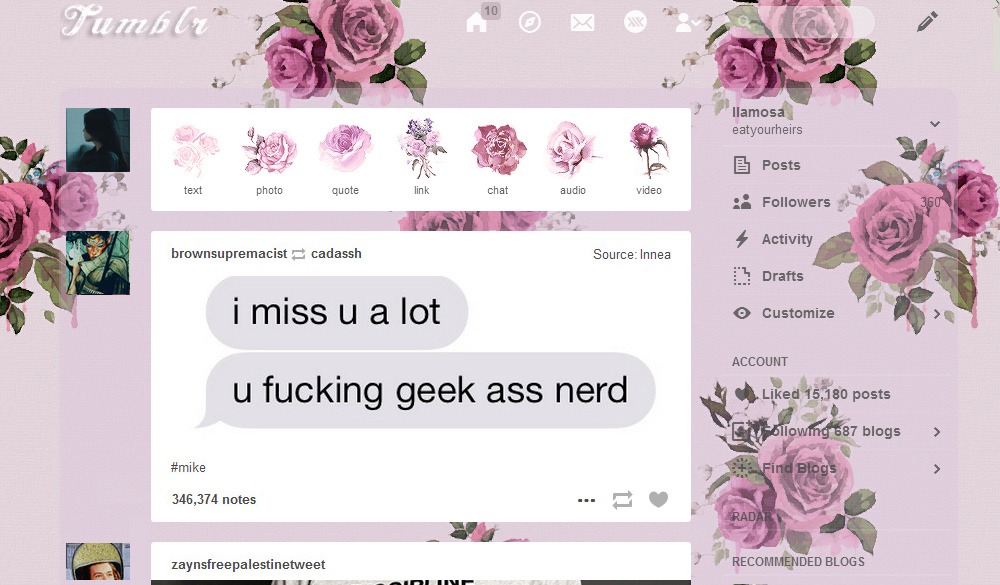 Tumblr
10
text photo quote link chat audio video
brownsupremacist cadassh Source: Innea
i miss u a lot
u fucking geek ass nerd
#mike
346,374 notes
zaynsfreepalestinetweet
llamosa
eatyourheirs
Posts
Followers 360
Activity
Drafts 3
Customize
ACCOUNT
Liked 15,180 posts
Following 687 blogs
Find Blogs
RADAR
RECOMMENDED BLOGS